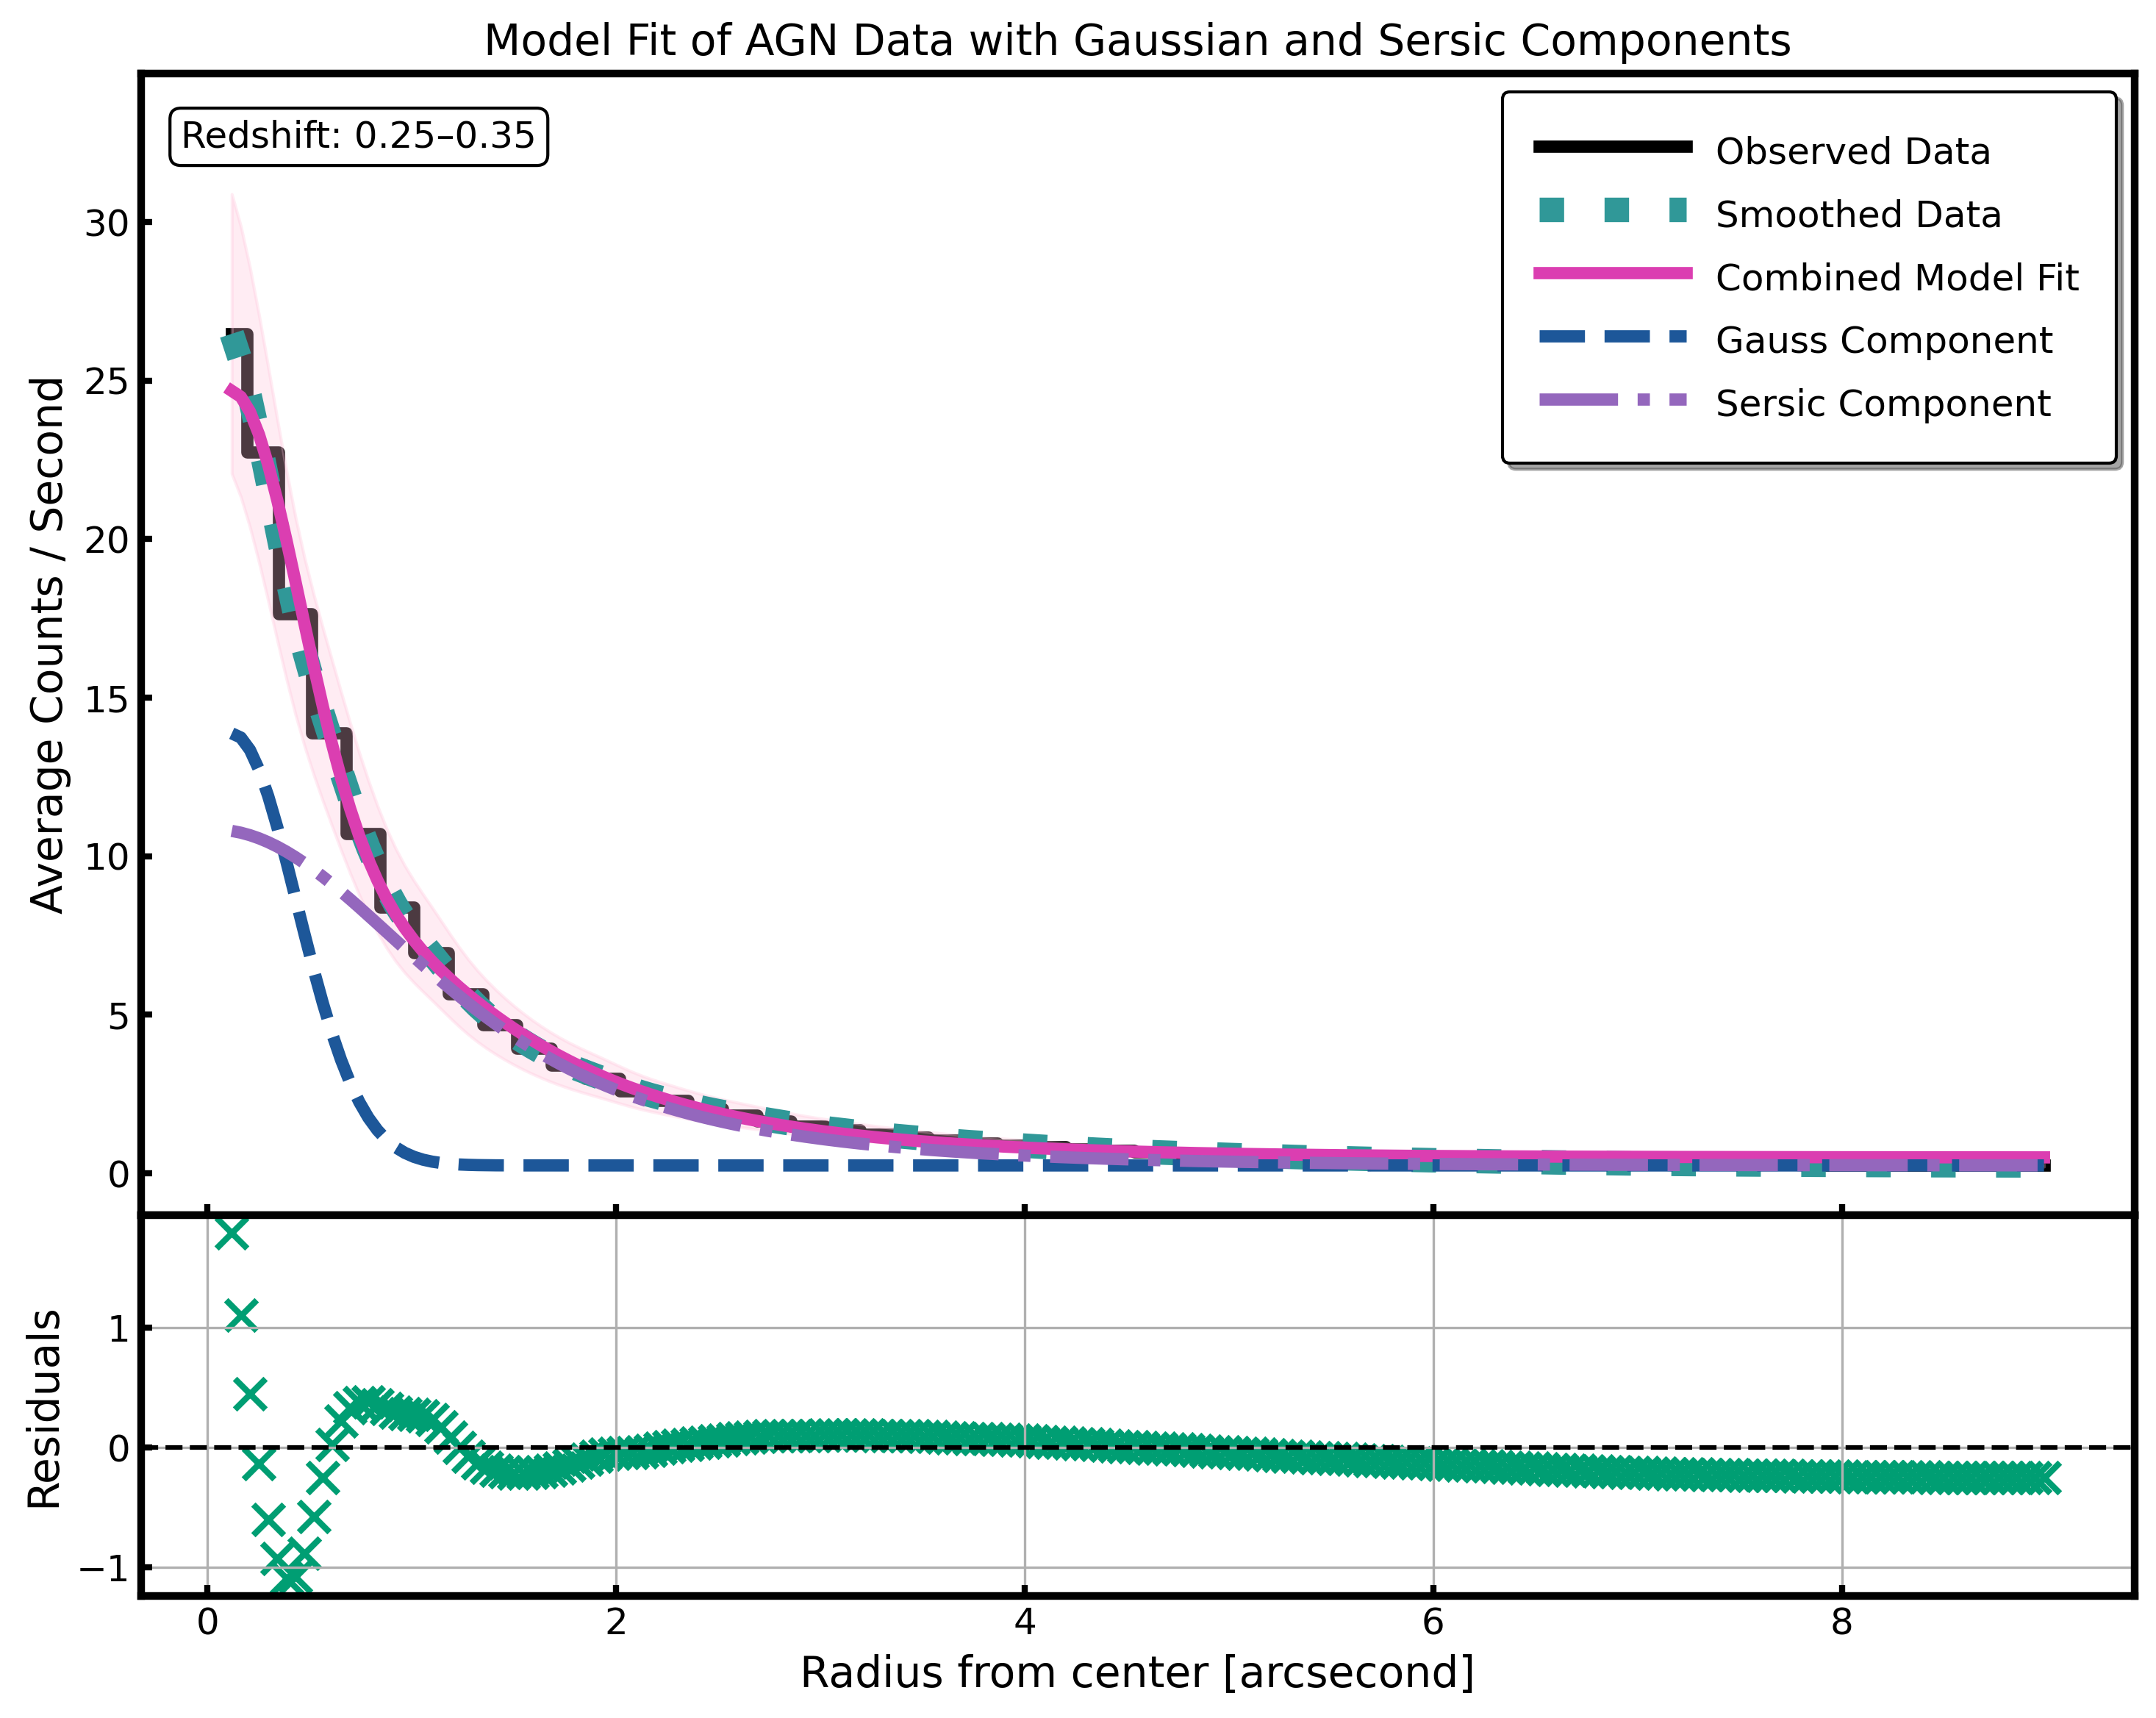 Model Fit of AGN Data with Gaussian and Sersic Components
Redshift: 0.25–0.35
Observed Data
Smoothed Data
Combined Model Fit
Gauss Component
Sersic Component
Average Counts / Second
30
25
20
15
10
5
0
Residuals
1
0
−1
0 2 4 6 8
Radius from center [arcsecond]